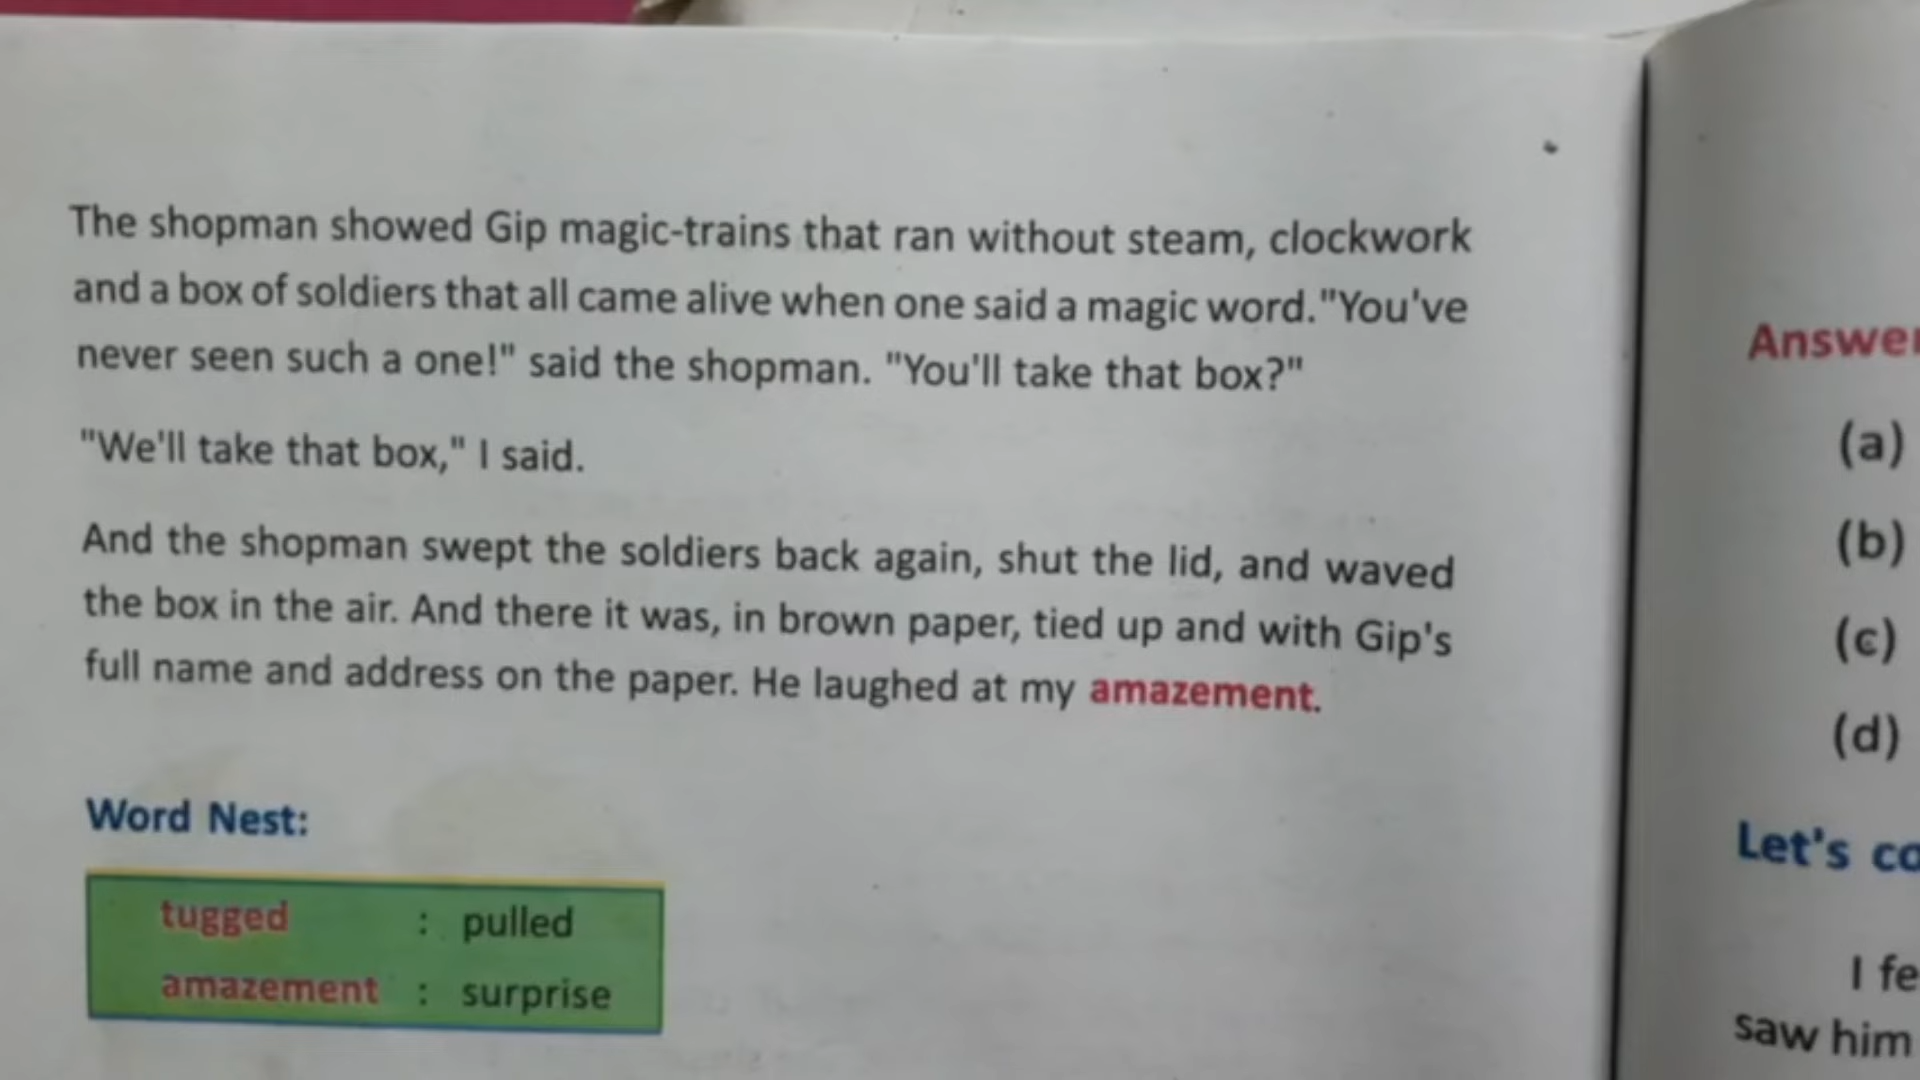 The shopman showed Gip magic-trains that ran without steam, clockwork
and a box of soldiers that all came alive when one said a magic word."You've
never seen such a one!" said the shopman. "You'll take that box?"
"We'll take that box," I said.
And the shopman swept the soldiers back again, shut the lid, and waved
the box in the air. And there it was, in brown paper, tied up and with Gip's
full name and address on the paper. He laughed at my amazement.
Word Nest:
tugged : pulled
amazement : surprise
(a)
(b)
(c)
(d)
Let's
I
saw him